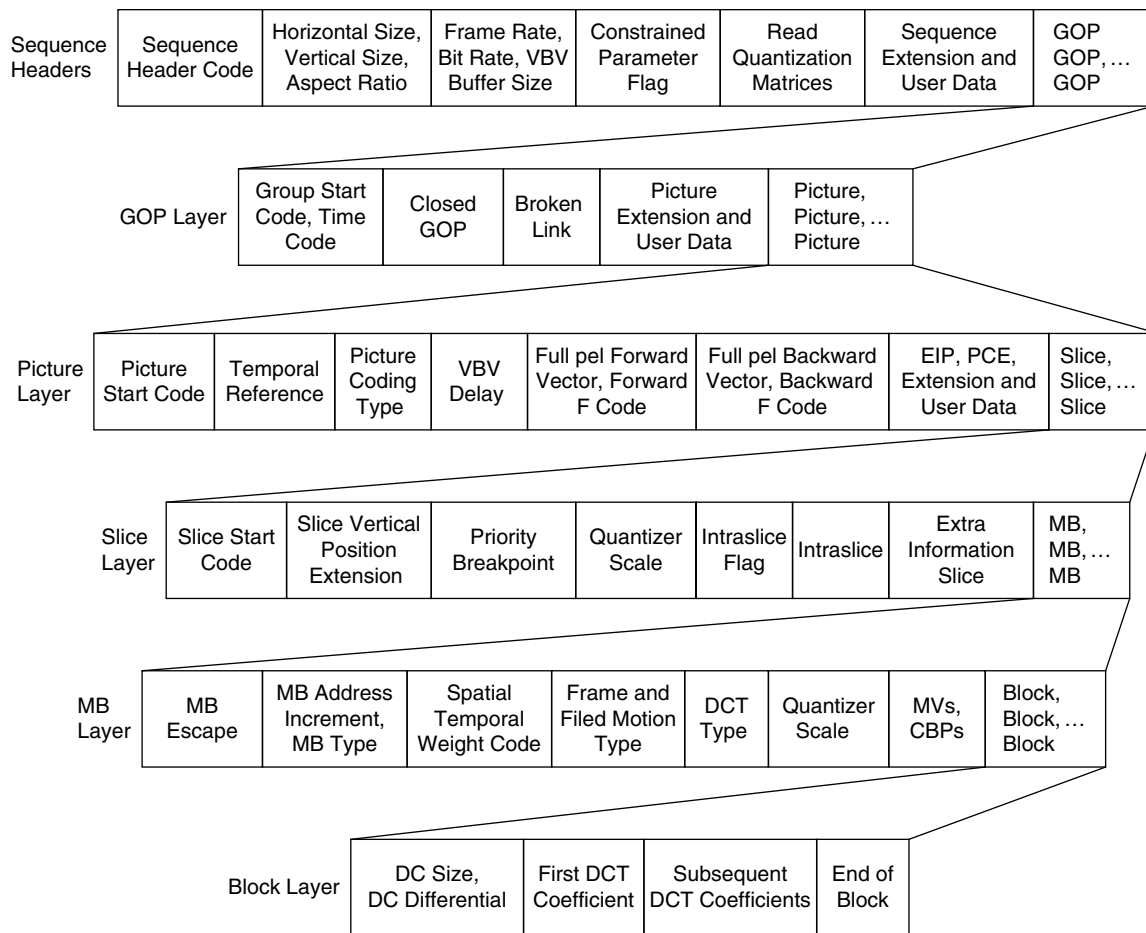 Sequence
Headers
Sequence
Header Code
Horizontal Size,
Vertical Size,
Aspect Ratio
Frame Rate,
Bit Rate, VBV
Buffer Size
Constrained
Parameter
Flag
Read
Quantization
Matrices
Sequence
Extension and
User Data
GOP
GOP, …
GOP
GOP Layer
Group Start
Code, Time
Code
Closed
GOP
Broken
Link
Picture
Extension and
User Data
Picture,
Picture, …
Picture
Picture
Layer
Picture
Start Code
Temporal
Reference
Picture
Coding
Type
VBV
Delay
Full pel Forward
Vector, Forward
F Code
Full pel Backward
Vector, Backward
F Code
EIP, PCE,
Extension and
User Data
Slice,
Slice, …
Slice
Slice
Layer
Slice Start
Code
Slice Vertical
Position
Extension
Priority
Breakpoint
Quantizer
Scale
Intraslice
Flag
Intraslice
Extra
Information
Slice
MB,
MB, …
MB
MB
Layer
MB
Escape
MB Address
Increment,
MB Type
Spatial
Temporal
Weight Code
Frame and
Filed Motion
Type
DCT
Type
Quantizer
Scale
MVs,
CBPs
Block,
Block, …
Block
Block Layer
DC Size,
DC Differential
First DCT
Coefficient
Subsequent
DCT Coefficients
End of
Block